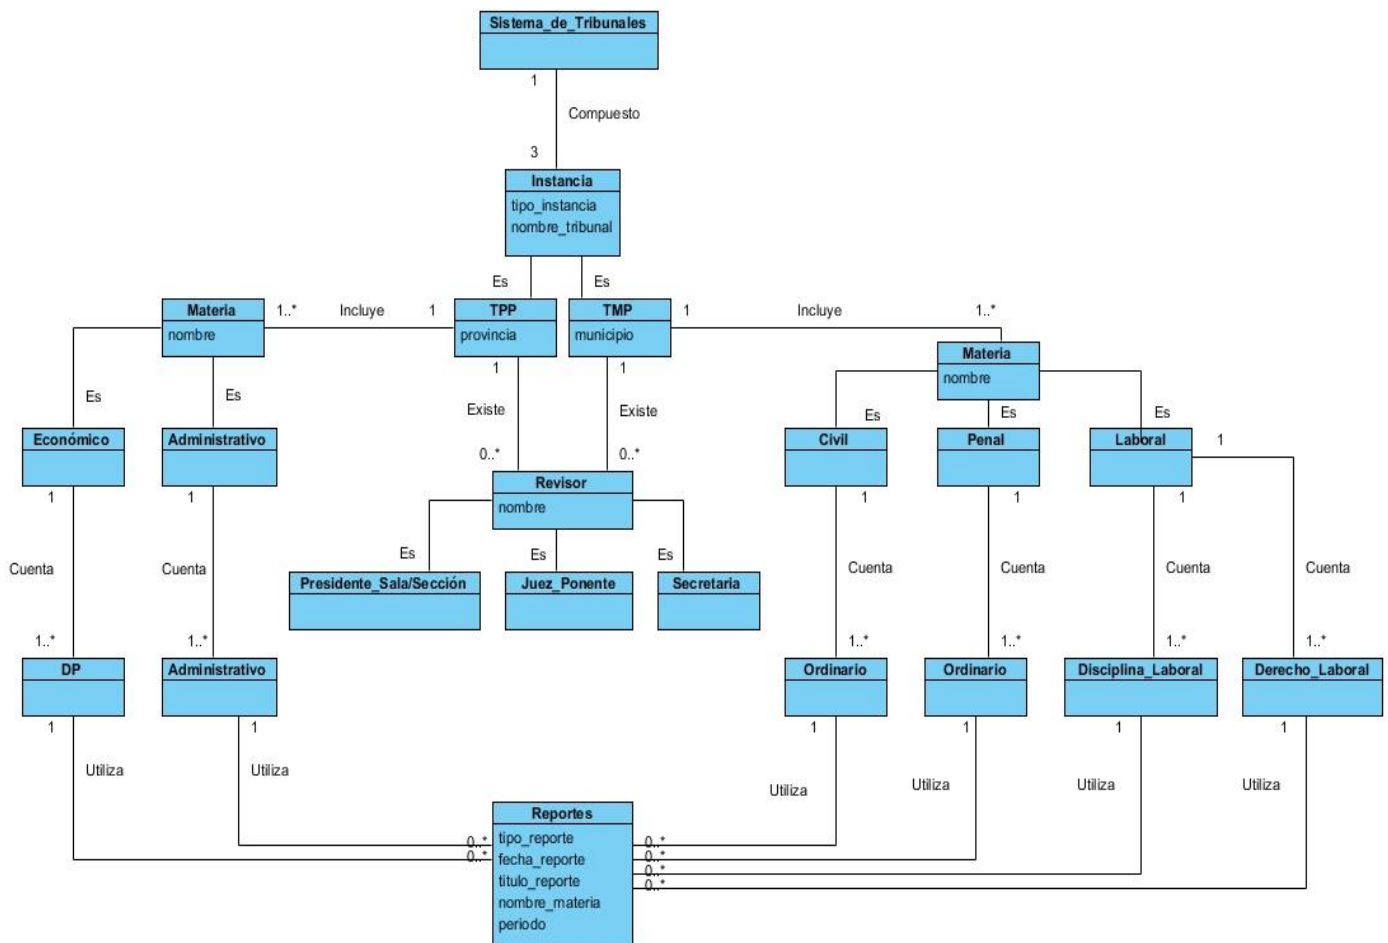 Sistema_de_Tribunales
1
Compuesto
3
Instancia
tipo_instancia
nombre_tribunal
Es
Es
Materia
nombre
1..*
Incluye
1
TPP
provincia
TMP
municipio
1
Incluye
1..*
Materia
nombre
1
1
Es
Es
Existe
Existe
Es
Es
Es
Económico
Administrativo
0..*
0..*
Civil
Penal
Laboral
1
1
1
Revisor
nombre
1
1
1
Es
Es
Es
Cuenta
Cuenta
Cuenta
Cuenta
Cuenta
Cuenta
Presidente_Sala/Sección
Juez_Ponente
Secretaria
1..*
1..*
1..*
1..*
1..*
1..*
DP
Administrativo
Ordinario
Ordinario
Disciplina_Laboral
Derecho_Laboral
1
1
1
1
1
1
Utiliza
Utiliza
Utiliza
Utiliza
Utiliza
Utiliza
Reportes
tipo_reporte
fecha_reporte
titulo_reporte
nombre_materia
periodo
0..*
0..*
0..*
0..*
0..*
0..*